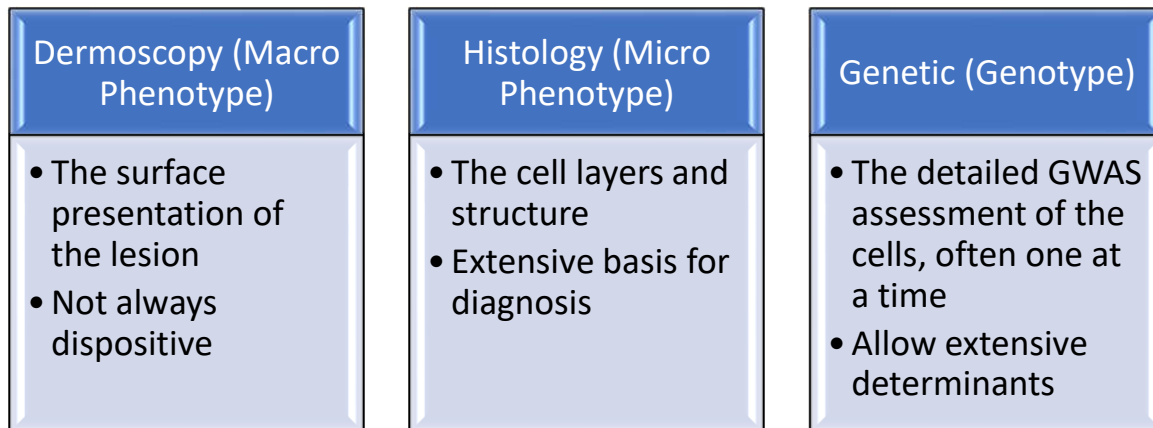 Dermoscopy (Macro
Phenotype)
• The surface
presentation of
the lesion
• Not always
dispositive
Histology (Micro
Phenotype)
• The cell layers and
structure
• Extensive basis for
diagnosis
Genetic (Genotype)
• The detailed GWAS
assessment of the
cells, often one at
a time
• Allow extensive
determinants